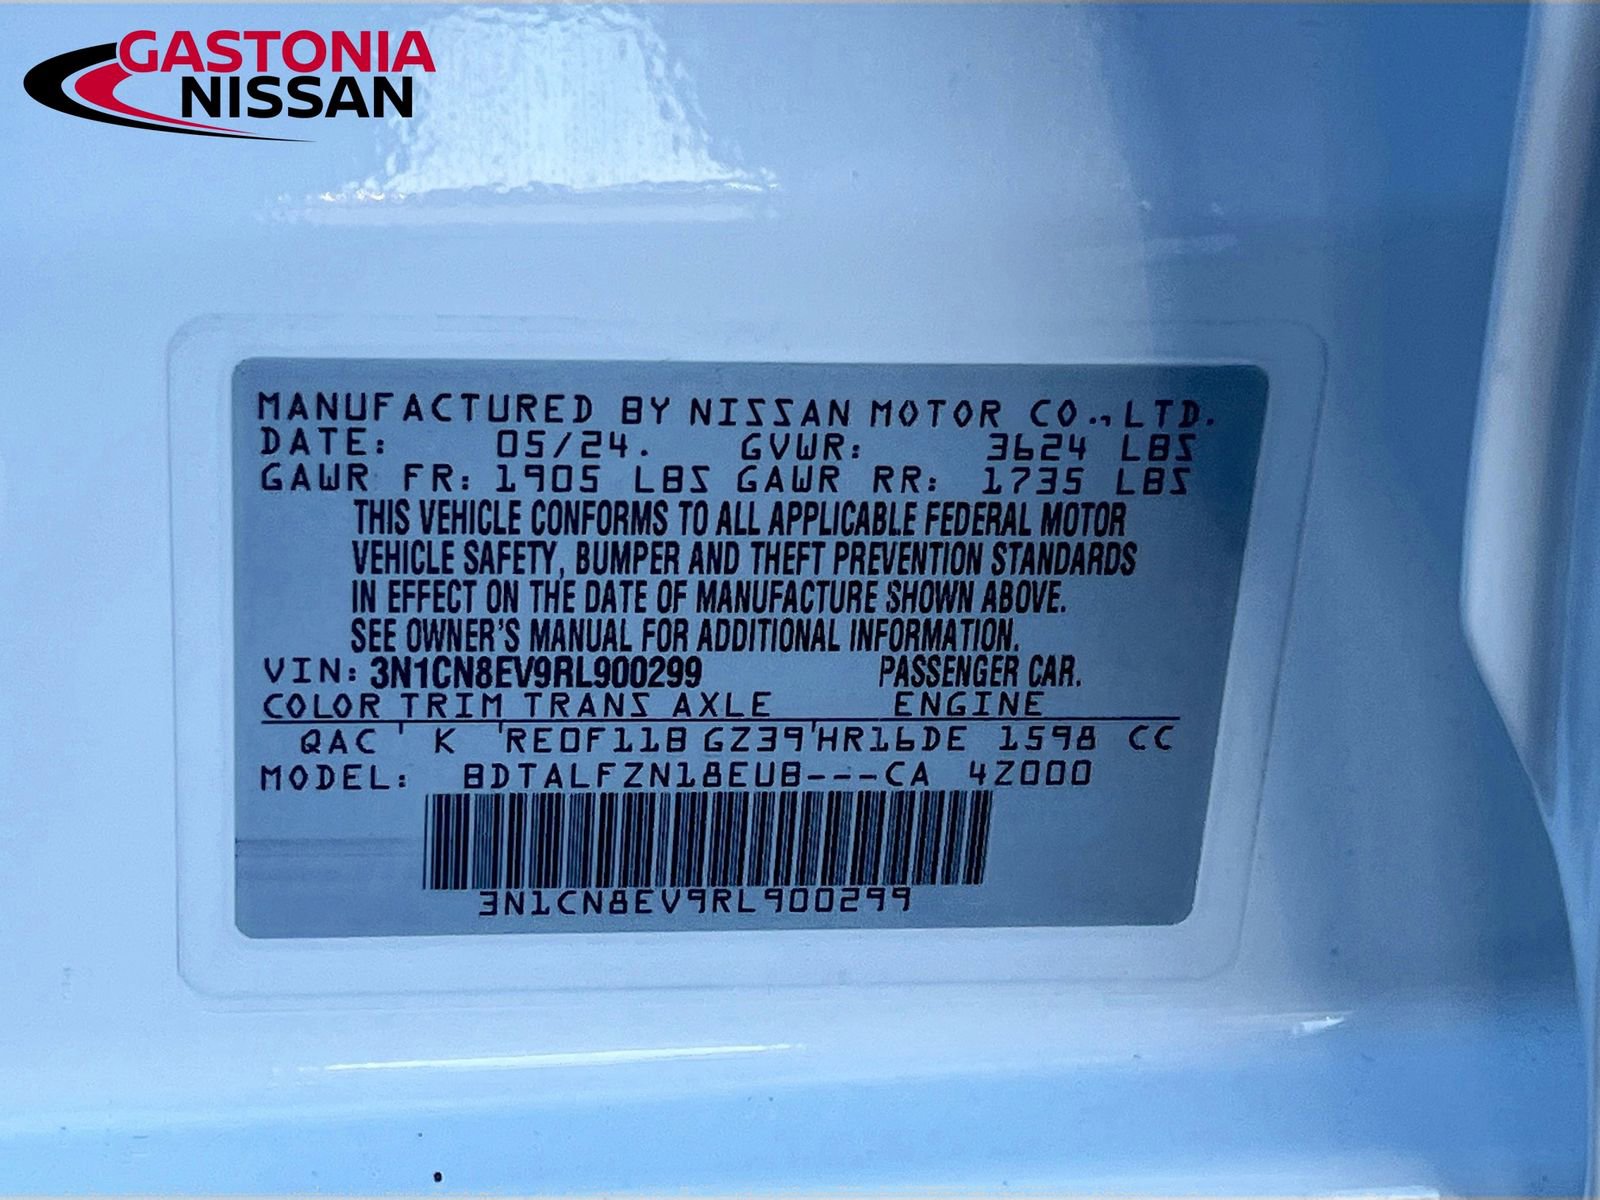 GASTONIA
NISSAN
MANUFACTURED BY NISSAN MOTOR CO., LTD.
DATE: 05/24. GVWR: 3624 LBS
GAWR FR: 1905 LBS GAWR RR: 1735 LBS
THIS VEHICLE CONFORMS TO ALL APPLICABLE FEDERAL MOTOR
VEHICLE SAFETY, BUMPER AND THEFT PREVENTION STANDARDS
IN EFFECT ON THE DATE OF MANUFACTURE SHOWN ABOVE.
SEE OWNER'S MANUAL FOR ADDITIONAL INFORMATION.
VIN: 3N1CN8EV9RL900299 PASSENGER CAR.
COLOR TRIM TRANS AXLE ENGINE
QAC ' K 'RE0F11B GZ39'HR16DE 1598 CC
MODEL: BDTALFZN18EUB---CA 4Z000
3N1CN8EV9RL900299